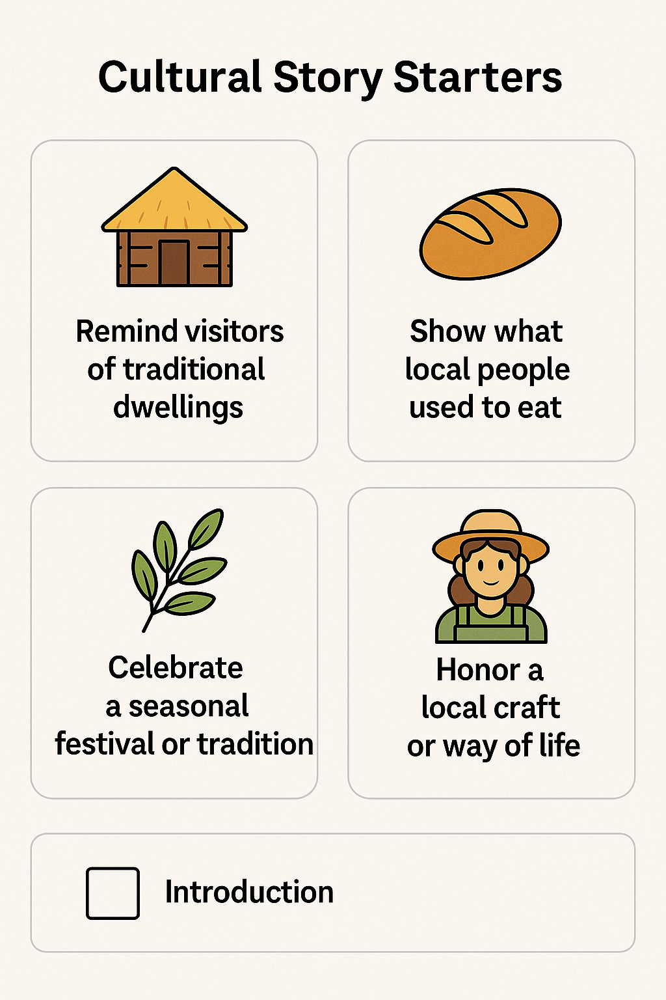 Cultural Story Starters
Remind visitors
of traditional
dwellings
Show what
local people
used to eat
Celebrate
a seasonal
festival or tradition
Honor a
local craft
or way of life
Introduction